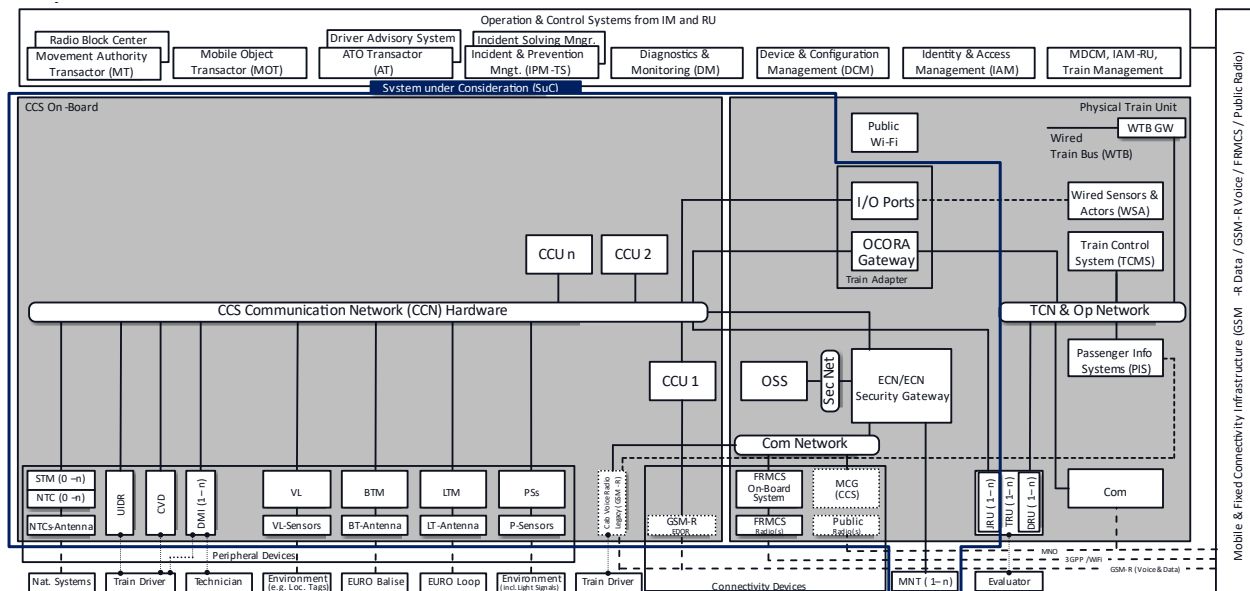 Operation & Control Systems from IM and RU
Radio Block Center
Movement Authority
Transactor (MT)
Mobile Object
Transactor (MOT)
Driver Advisory System
ATO Transactor
(AT)
Incident Solving Mngr.
Incident & Prevention
Mngt. (IPM -TS)
Diagnostics &
Monitoring (DM)
Device & Configuration
Management (DCM)
Identity & Access
Management (IAM)
MDCM, IAM -RU,
Train Management
System under Consideration (SuC)
CCS On -Board
Physical Train Unit
Public
Wi-Fi
WTB GW
Wired
Train Bus (WTB)
I/O Ports
Wired Sensors &
Actors (WSA)
OCORA
Gateway
Train Adapter
Train Control
System (TCMS)
CCU n
CCU 2
CCS Communication Network (CCN) Hardware
TCN & Op Network
Passenger Info
Systems (PIS)
CCU 1
OSS
Sec Net
ECN/ECN
Security Gateway
Com Network
STM (0 –n)
NTC (0 –n)
NTCs-Antenna
UIDR
CVD
DMI (1 – n)
VL
VL-Sensors
BTM
BT-Antenna
LTM
LT-Antenna
PSs
P-Sensors
Cab Voice Radio
Legacy (GSM -R)
GSM-R
EDOR
FRMCS
On-Board
System
FRMCS
Radio(s)
MCG
(CCS)
Public
Radio(s)
JRU ( 1 – n)
TRU ( 1 – n)
DRU ( 1 – n)
Com
Peripheral Devices
MNO
3GPP /WiFi
GSM-R (Voice &Data)
Nat. Systems
Train Driver
Technician
Environment
(e.g. Loc. Tags)
EURO Balise
EURO Loop
Environment
(incl. Light Signals)
Train Driver
Connectivity Devices
MNT ( 1– n)
Evaluator
Mobile & Fixed Connectivity Infrastructure (GSM -R Data / GSM -R Voice / FRMCS / Public Radio)